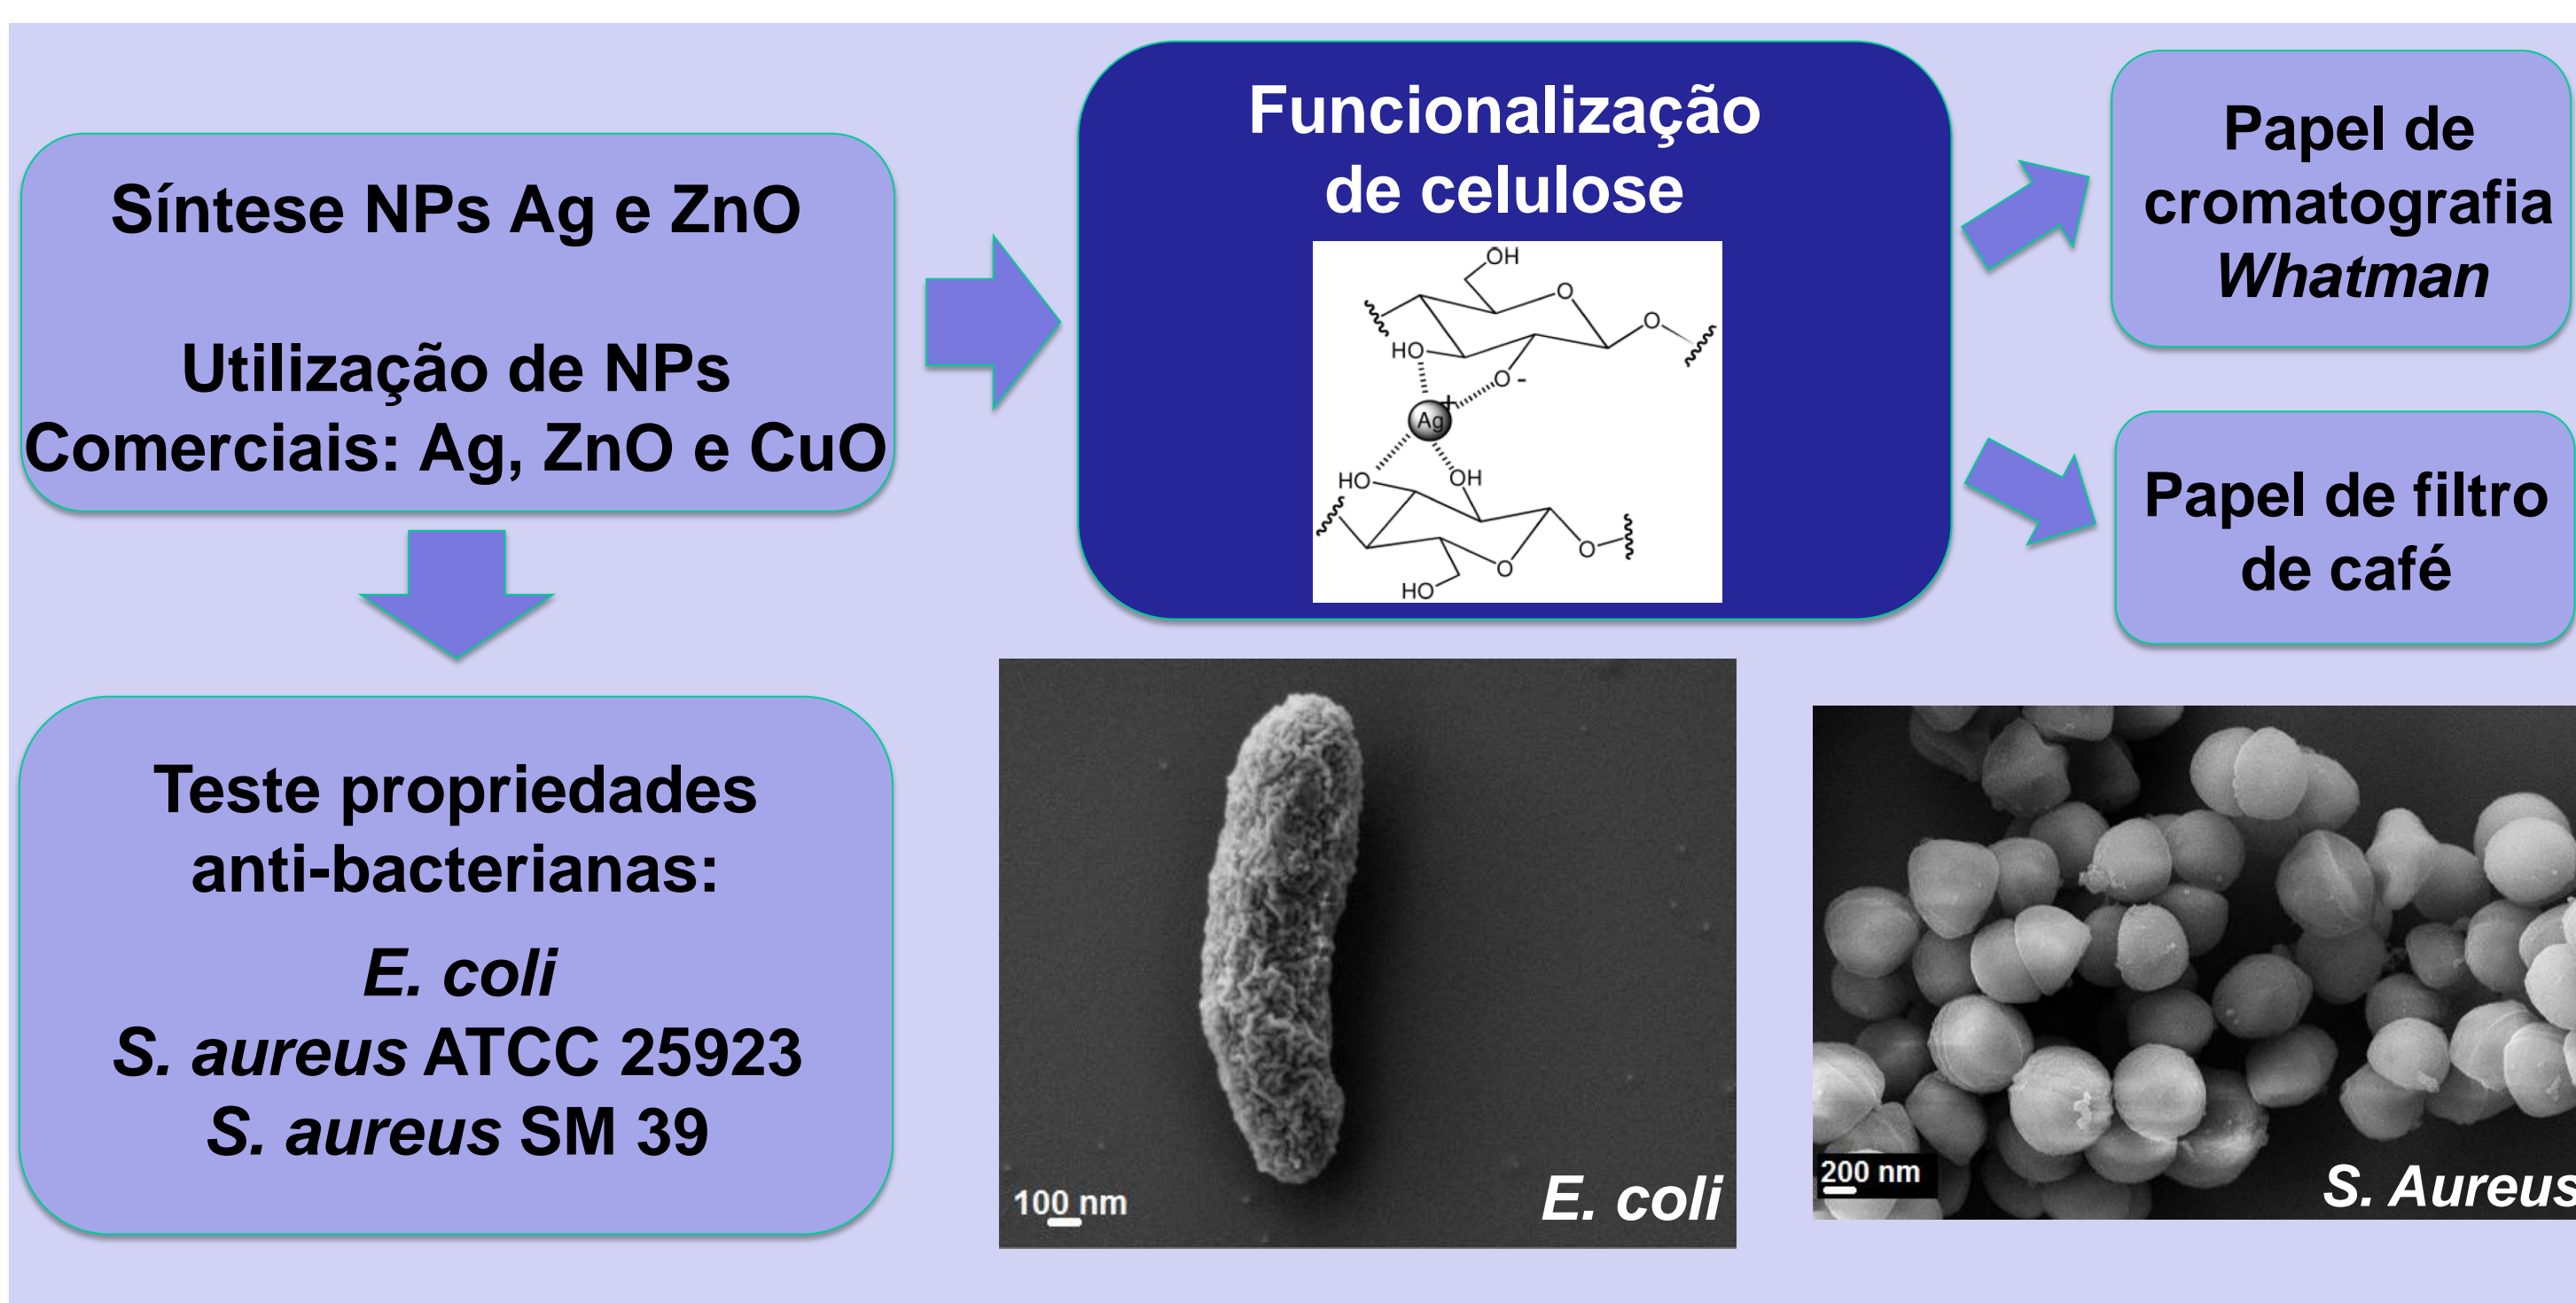 Síntese NPs Ag e ZnO
Utilização de NPs
Comerciais: Ag, ZnO e CuO
Funcionalização
de celulose
OH
O
O
HO
O -
+
Ag
HO
OH
O
O
HO
Papel de
cromatografia
Whatman
Papel de filtro
de café
Teste propriedades
anti-bacterianas:
E. coli
S. aureus ATCC 25923
S. aureus SM 39
100 nm
E. coli
200 nm
S. Aureus